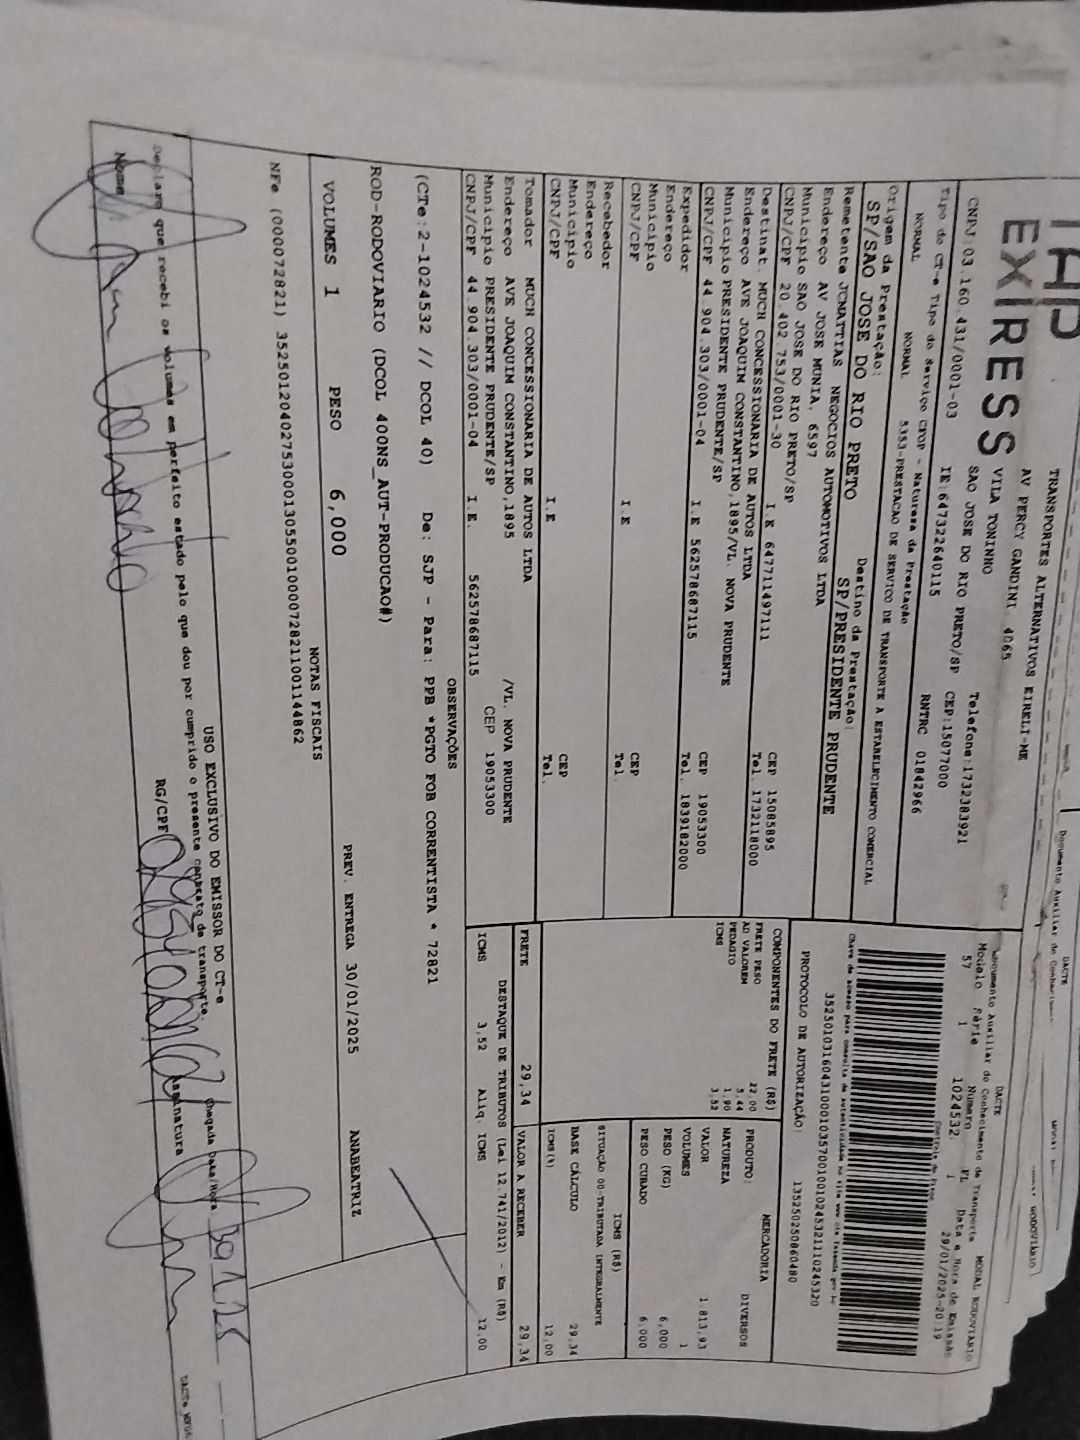 TAP
EXPRESS
TRANSPORTES ALTERNATIVOS EIRELI-ME
AV PERCY GANDINI 4065
VILA TONINHO
SAO JOSE DO RIO PRETO/SP Telefone:1732383921
CNPJ:03.160.431/0001-03 IE:647322640115 CEP:15077000
Tipo do CT-e Tipo do Serviço CFOP - Natureza da Prestação RNTRC 01842966
NORMAL NORMAL 5353-PRESTACAO DE SERVICO DE TRANSPORTE A ESTABELECIMENTO COMERCIAL
DACTE MODAL RODOVIÁRIO
Documento Auxiliar do Conhecimento de Transporte
Modelo Série Número FL Data e Hora de Emissão
57 1 1024532 1 29/01/2025-20:19
Controle do Fisco
Chave de acesso para consulta de autenticidade no site www.cte.fazenda.gov.br
35250103160431000103570010010245321110245320
PROTOCOLO DE AUTORIZAÇÃO: 135250250860480
Origem da Prestação: Destino da Prestação:
SP/SAO JOSE DO RIO PRETO SP/PRESIDENTE PRUDENTE
Remetente JCMATTIAS NEGOCIOS AUTOMOTIVOS LTDA
Endereço AV JOSE MUNIA, 6597
Município SAO JOSE DO RIO PRETO/SP CEP 15085895
CNPJ/CPF 20.402.753/0001-30 I.E 647711497111 Tel. 1732118000
Destinat. MUCH CONCESSIONARIA DE AUTOS LTDA
Endereço AVE JOAQUIM CONSTANTINO,1895/VL. NOVA PRUDENTE
Município PRESIDENTE PRUDENTE/SP CEP 19053300
CNPJ/CPF 44.904.303/0001-04 I.E 562578687115 Tel. 1839182000
Expedidor
Endereço
Município CEP
CNPJ/CPF I.E Tel.
Recebedor
Endereço
Município CEP
CNPJ/CPF I.E Tel.
Tomador MUCH CONCESSIONARIA DE AUTOS LTDA
Endereço AVE JOAQUIM CONSTANTINO,1895 /VL. NOVA PRUDENTE
Município PRESIDENTE PRUDENTE/SP CEP 19053300
CNPJ/CPF 44.904.303/0001-04 I.E. 562578687115
COMPONENTES DO FRETE (R$)
FRETE PESO 22,00
AD VALOREM 5,44
PEDAGIO 1,90
ICMS 3,52
FRETE 29,34
MERCADORIA
PRODUTO: DIVERSOS
NATUREZA
VALOR 1.813,93
VOLUMES 1
PESO (KG) 6,000
PESO CUBADO 6,000
ICMS (R$)
SITUAÇÃO 00-TRIBUTADA INTEGRALMENTE
BASE CÁLCULO 29,34
ICMS(%) 12,00
VALOR A RECEBER 29,34
DESTAQUE DE TRIBUTOS (Lei 12.741/2012) - Em (R$)
ICMS 3,52 Aliq. ICMS 12,00
OBSERVAÇÕES
(CTe:2-1024532 // DCOL 40) De: SJP - Para: PPB *PGTO FOB CORRENTISTA * 72821
ROD-RODOVIARIO (DCOL 400NS_AUT-PRODUCAO#)
VOLUMES 1 PESO 6,000 PREV. ENTREGA 30/01/2025 ANABEATRIZ
NOTAS FISCAIS
NFe (000072821) 35250120402753000130550010000728211001144862
USO EXCLUSIVO DO EMISSOR DO CT-e
Declaro que recebi os volumes em perfeito estado pelo que dou por cumprido o presente contrato de transporte. Chegada Data/Hora
Nome RG/CPF Assinatura